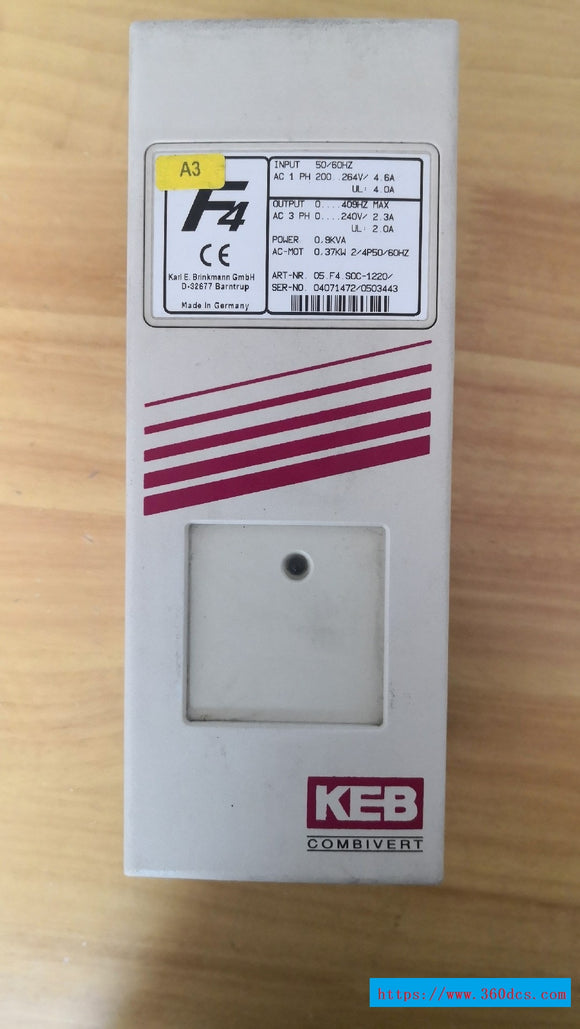 A3
F4
CE
Karl E. Brinkmann GmbH
D-32677 Barntrup
Made in Germany
INPUT 50/60HZ
AC 1 PH 200..264V/ 4.6A
UL: 4.0A
OUTPUT 0....409HZ MAX
AC 3 PH 0....240V/ 2.3A
UL: 2.0A
POWER 0.9KVA
AC-MOT 0.37KW 2/4P50/60HZ
ART-NR. 05.F4.S0C-1220/
SER-NO. 04071472/0503443
KEB
COMBIVERT
https://www.360dcs.com